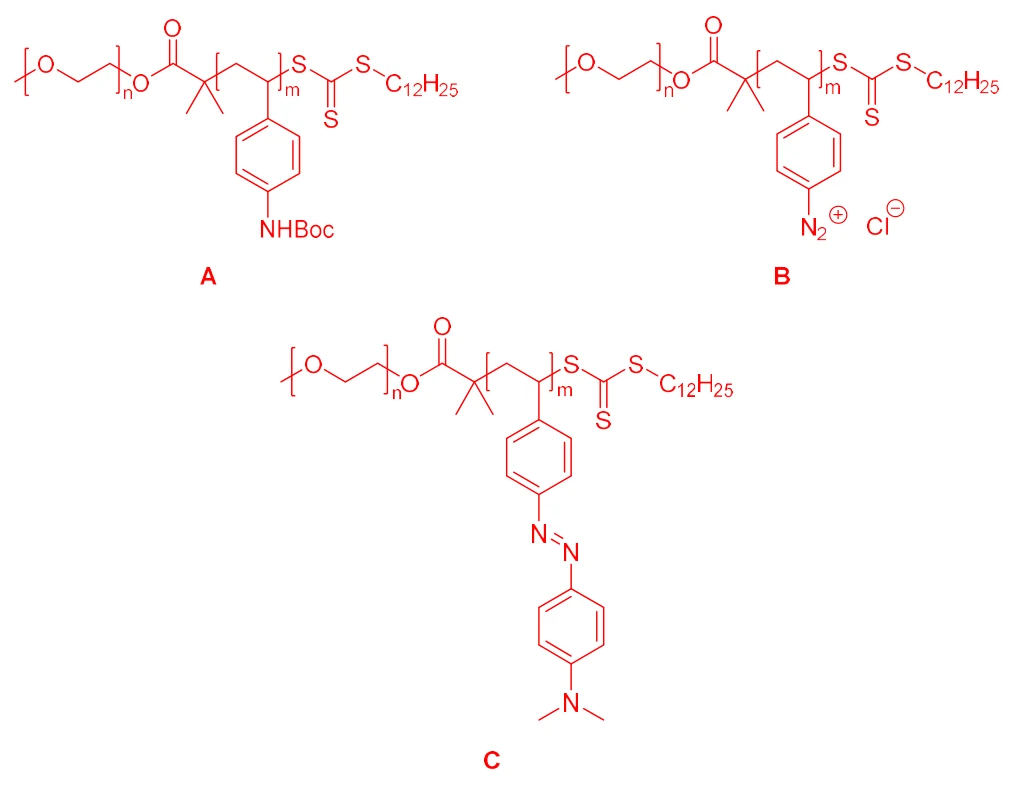 O n O O m S S S C12H25
NHBoc
A
O n O O m S S S C12H25
N2 + Cl −
B
O n O O m S S S C12H25
N N
N
C